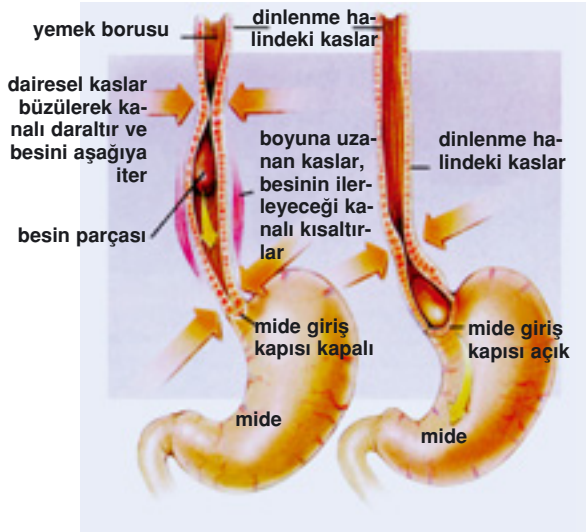 yemek borusu
dinlenme ha-
lindeki kaslar
dairesel kaslar
büzülerek ka-
nalı daraltır ve
besini aşağıya
iter
boyuna uza-
nan kaslar,
besinin iler-
leyeceği ka-
nalı kısaltır-
lar
dinlenme ha-
lindeki kaslar
besin parçası
mide giriş
kapısı kapalı
mide giriş
kapısı açık
mide
mide